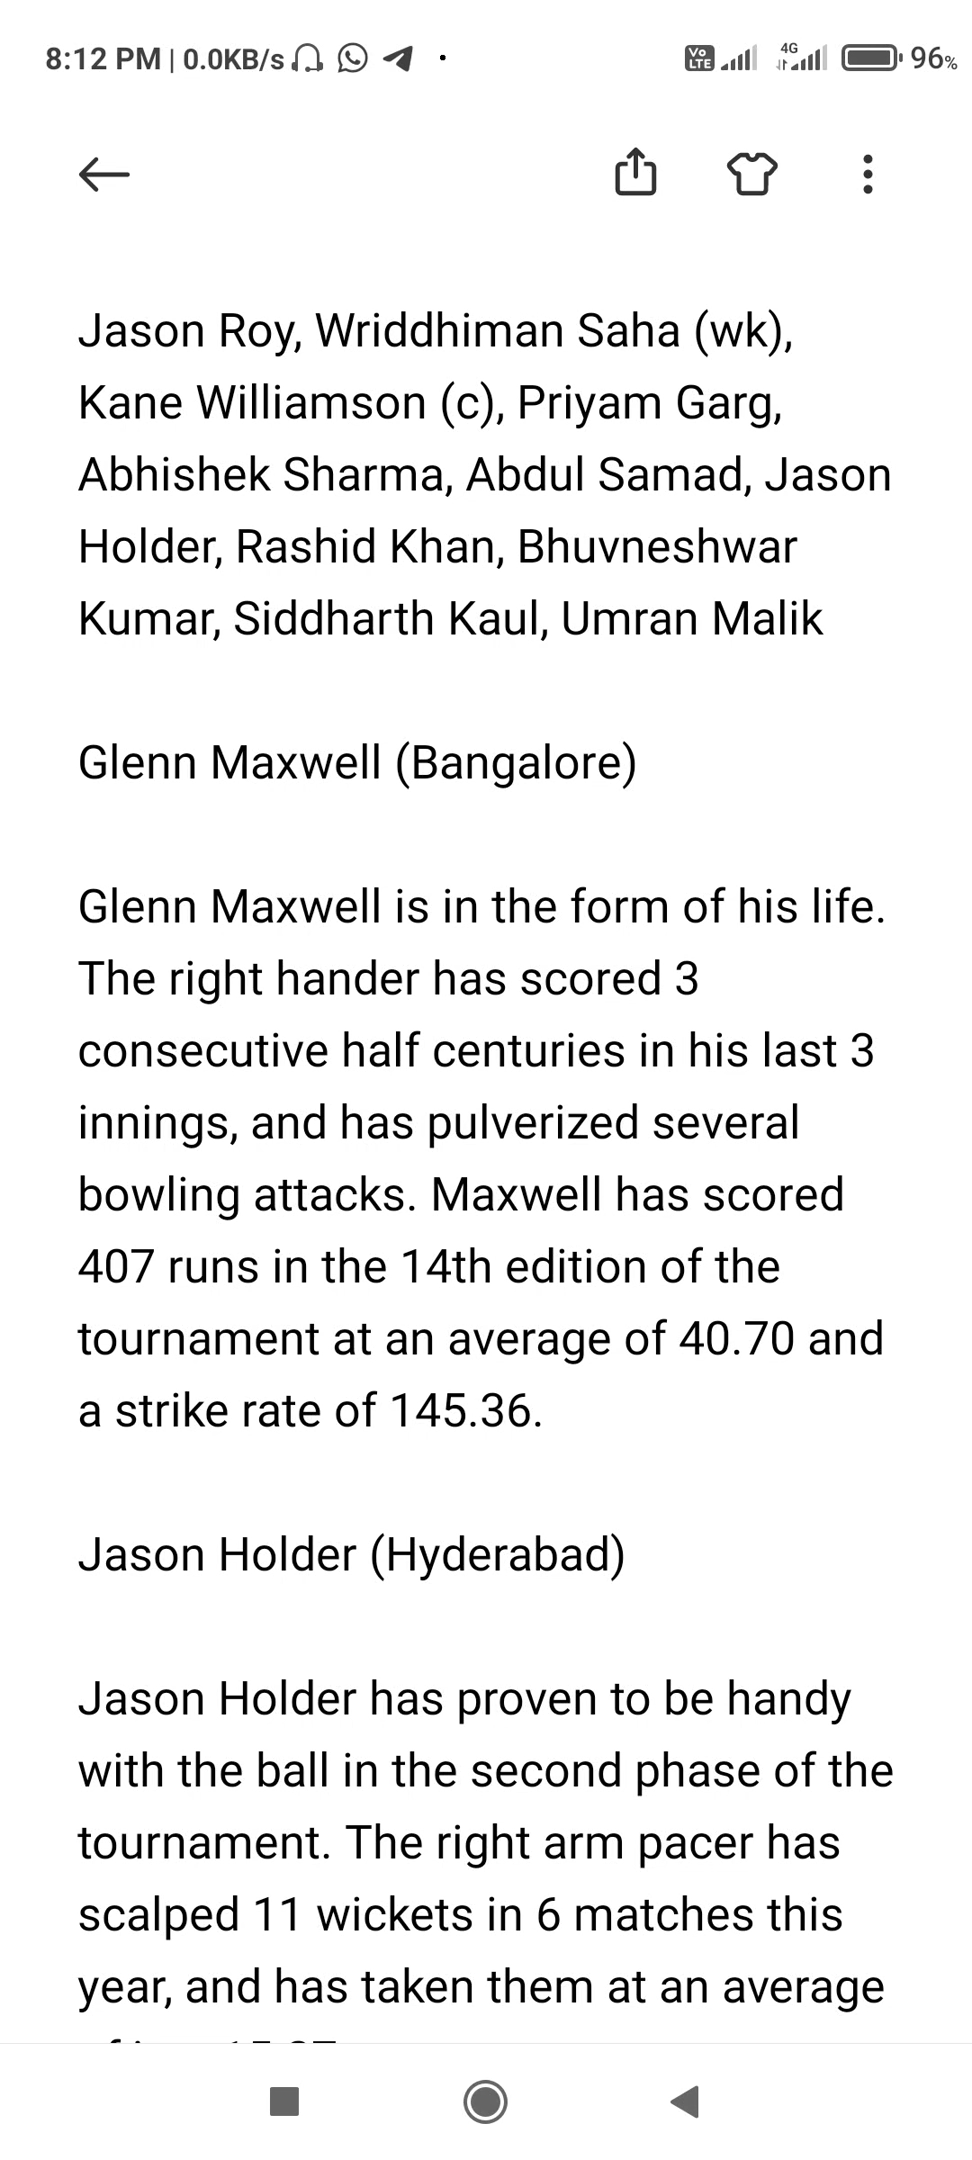 8:12 PM | 0.0KB/s
Vo LTE 4G 96%
Jason Roy, Wriddhiman Saha (wk),
Kane Williamson (c), Priyam Garg,
Abhishek Sharma, Abdul Samad, Jason
Holder, Rashid Khan, Bhuvneshwar
Kumar, Siddharth Kaul, Umran Malik
Glenn Maxwell (Bangalore)
Glenn Maxwell is in the form of his life.
The right hander has scored 3
consecutive half centuries in his last 3
innings, and has pulverized several
bowling attacks. Maxwell has scored
407 runs in the 14th edition of the
tournament at an average of 40.70 and
a strike rate of 145.36.
Jason Holder (Hyderabad)
Jason Holder has proven to be handy
with the ball in the second phase of the
tournament. The right arm pacer has
scalped 11 wickets in 6 matches this
year, and has taken them at an average